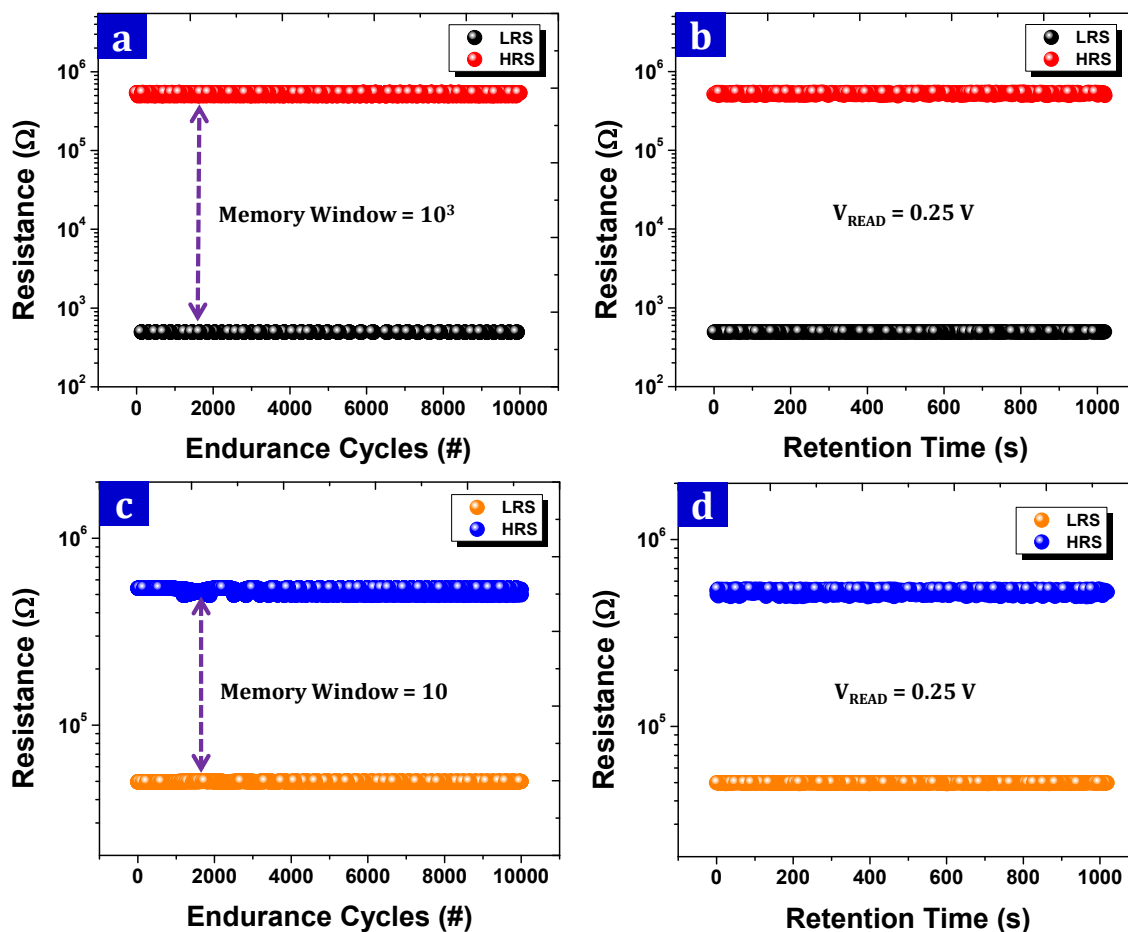 a
LRS
HRS
10⁶
10⁵
10⁴
10³
10²
Resistance (Ω)
Memory Window = 10³
0 2000 4000 6000 8000 10000
Endurance Cycles (#)
b
LRS
HRS
10⁶
10⁵
10⁴
10³
10²
Resistance (Ω)
V_READ = 0.25 V
0 200 400 600 800 1000
Retention Time (s)
c
LRS
HRS
10⁶
10⁵
Resistance (Ω)
Memory Window = 10
0 2000 4000 6000 8000 10000
Endurance Cycles (#)
d
LRS
HRS
10⁶
10⁵
Resistance (Ω)
V_READ = 0.25 V
0 200 400 600 800 1000
Retention Time (s)